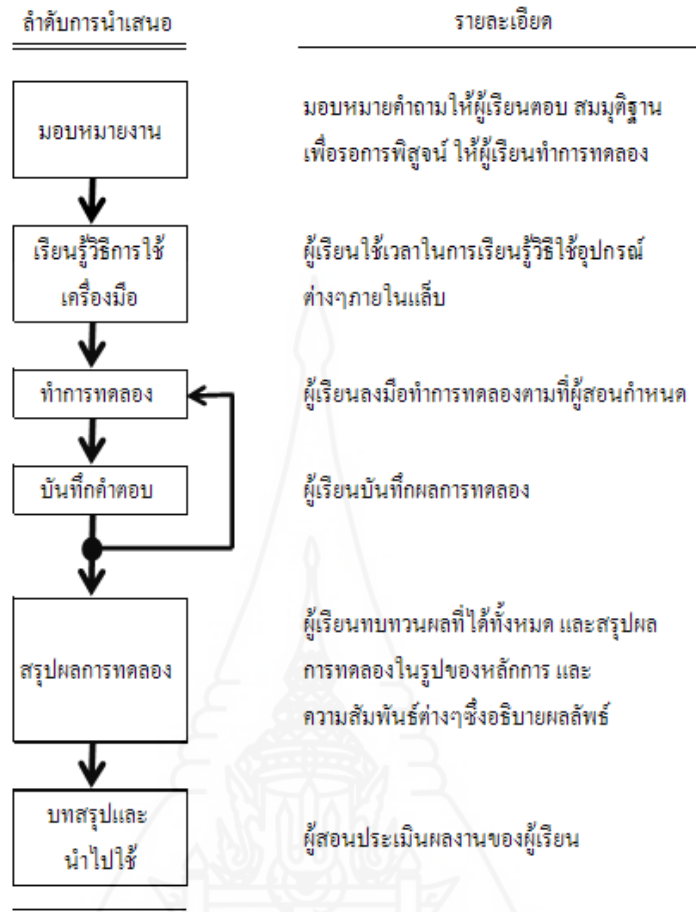 ลำดับการนำเสนอ
รายละเอียด
มอบหมายงาน
มอบหมายคำถามให้ผู้เรียนตอบ สมมุติฐาน
เพื่อรอการพิสูจน์ ให้ผู้เรียนทำการทดลอง
เรียนรู้วิธีการใช้
เครื่องมือ
ผู้เรียนใช้เวลาในการเรียนรู้วิธีใช้อุปกรณ์
ต่างๆภายในแล็บ
ทำการทดลอง
ผู้เรียนลงมือทำการทดลองตามที่ผู้สอนกำหนด
บันทึกคำตอบ
ผู้เรียนบันทึกผลการทดลอง
สรุปผลการทดลอง
ผู้เรียนทบทวนผลที่ได้ทั้งหมด และสรุปผล
การทดลองในรูปของหลักการ และ
ความสัมพันธ์ต่างๆซึ่งอธิบายผลลัพธ์
บทสรุปและ
นำไปใช้
ผู้สอนประเมินผลงานของผู้เรียน